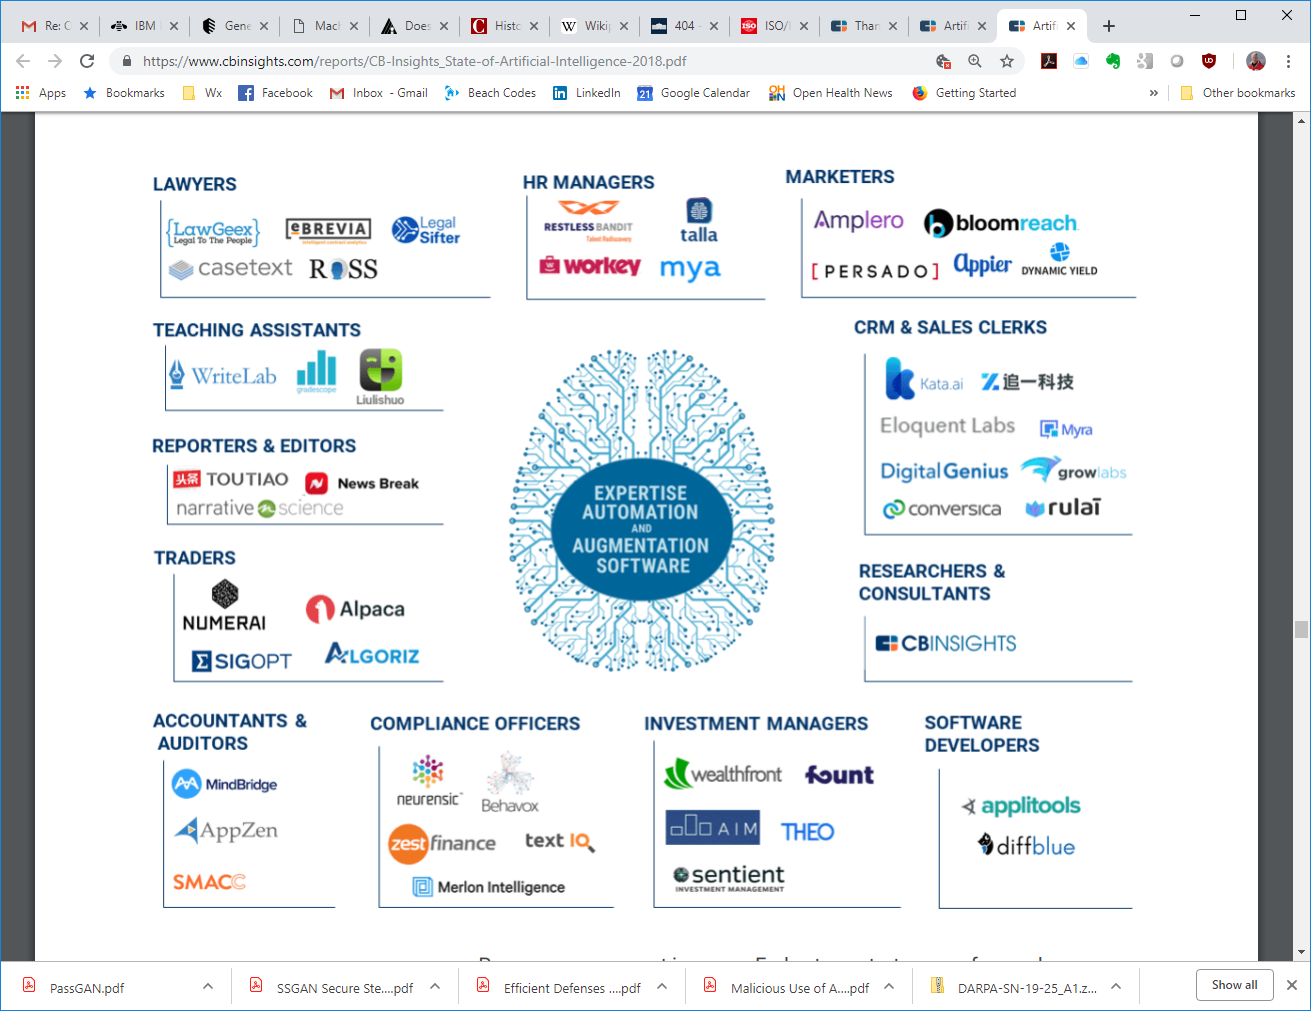 Re: C
IBM
Gene
Mach
Does
Histo
Wiki
404
ISO/
Than
Artifi
Artifi
https://www.cbinsights.com/reports/CB-Insights_State-of-Artificial-Intelligence-2018.pdf
Apps Bookmarks Wx Facebook Inbox - Gmail Beach Codes LinkedIn Google Calendar Open Health News Getting Started » Other bookmarks
LAWYERS
{LawGeex}
Legal To The People
eBREVIA
Legal
Sifter
casetext
ROSS
HR MANAGERS
RESTLESS BANDIT
Talent Rediscovery
talla
workey
mya
MARKETERS
Amplero
bloomreach
[PERSADO]
Appier
DYNAMIC YIELD
TEACHING ASSISTANTS
WriteLab
gradescope
Liulishuo
CRM & SALES CLERKS
Kata.ai
追一科技
Eloquent Labs
Myra
DigitalGenius
growlabs
conversica
rulai
REPORTERS & EDITORS
头条 TOUTIAO
News Break
narrative science
EXPERTISE
AUTOMATION
AND
AUGMENTATION
SOFTWARE
TRADERS
NUMERAI
Alpaca
SIGOPT
ALGORIZ
RESEARCHERS &
CONSULTANTS
CBINSIGHTS
ACCOUNTANTS &
AUDITORS
MindBridge
AppZen
SMACC
COMPLIANCE OFFICERS
neurensic
Behavox
zestfinance
text IQ
Merlon Intelligence
INVESTMENT MANAGERS
wealthfront
fount
AIM
THEO
sentient
INVESTMENT MANAGEMENT
SOFTWARE
DEVELOPERS
applitools
diffblue
PassGAN.pdf
SSGAN Secure Ste....pdf
Efficient Defenses ....pdf
Malicious Use of A....pdf
DARPA-SN-19-25_A1.z...
Show all